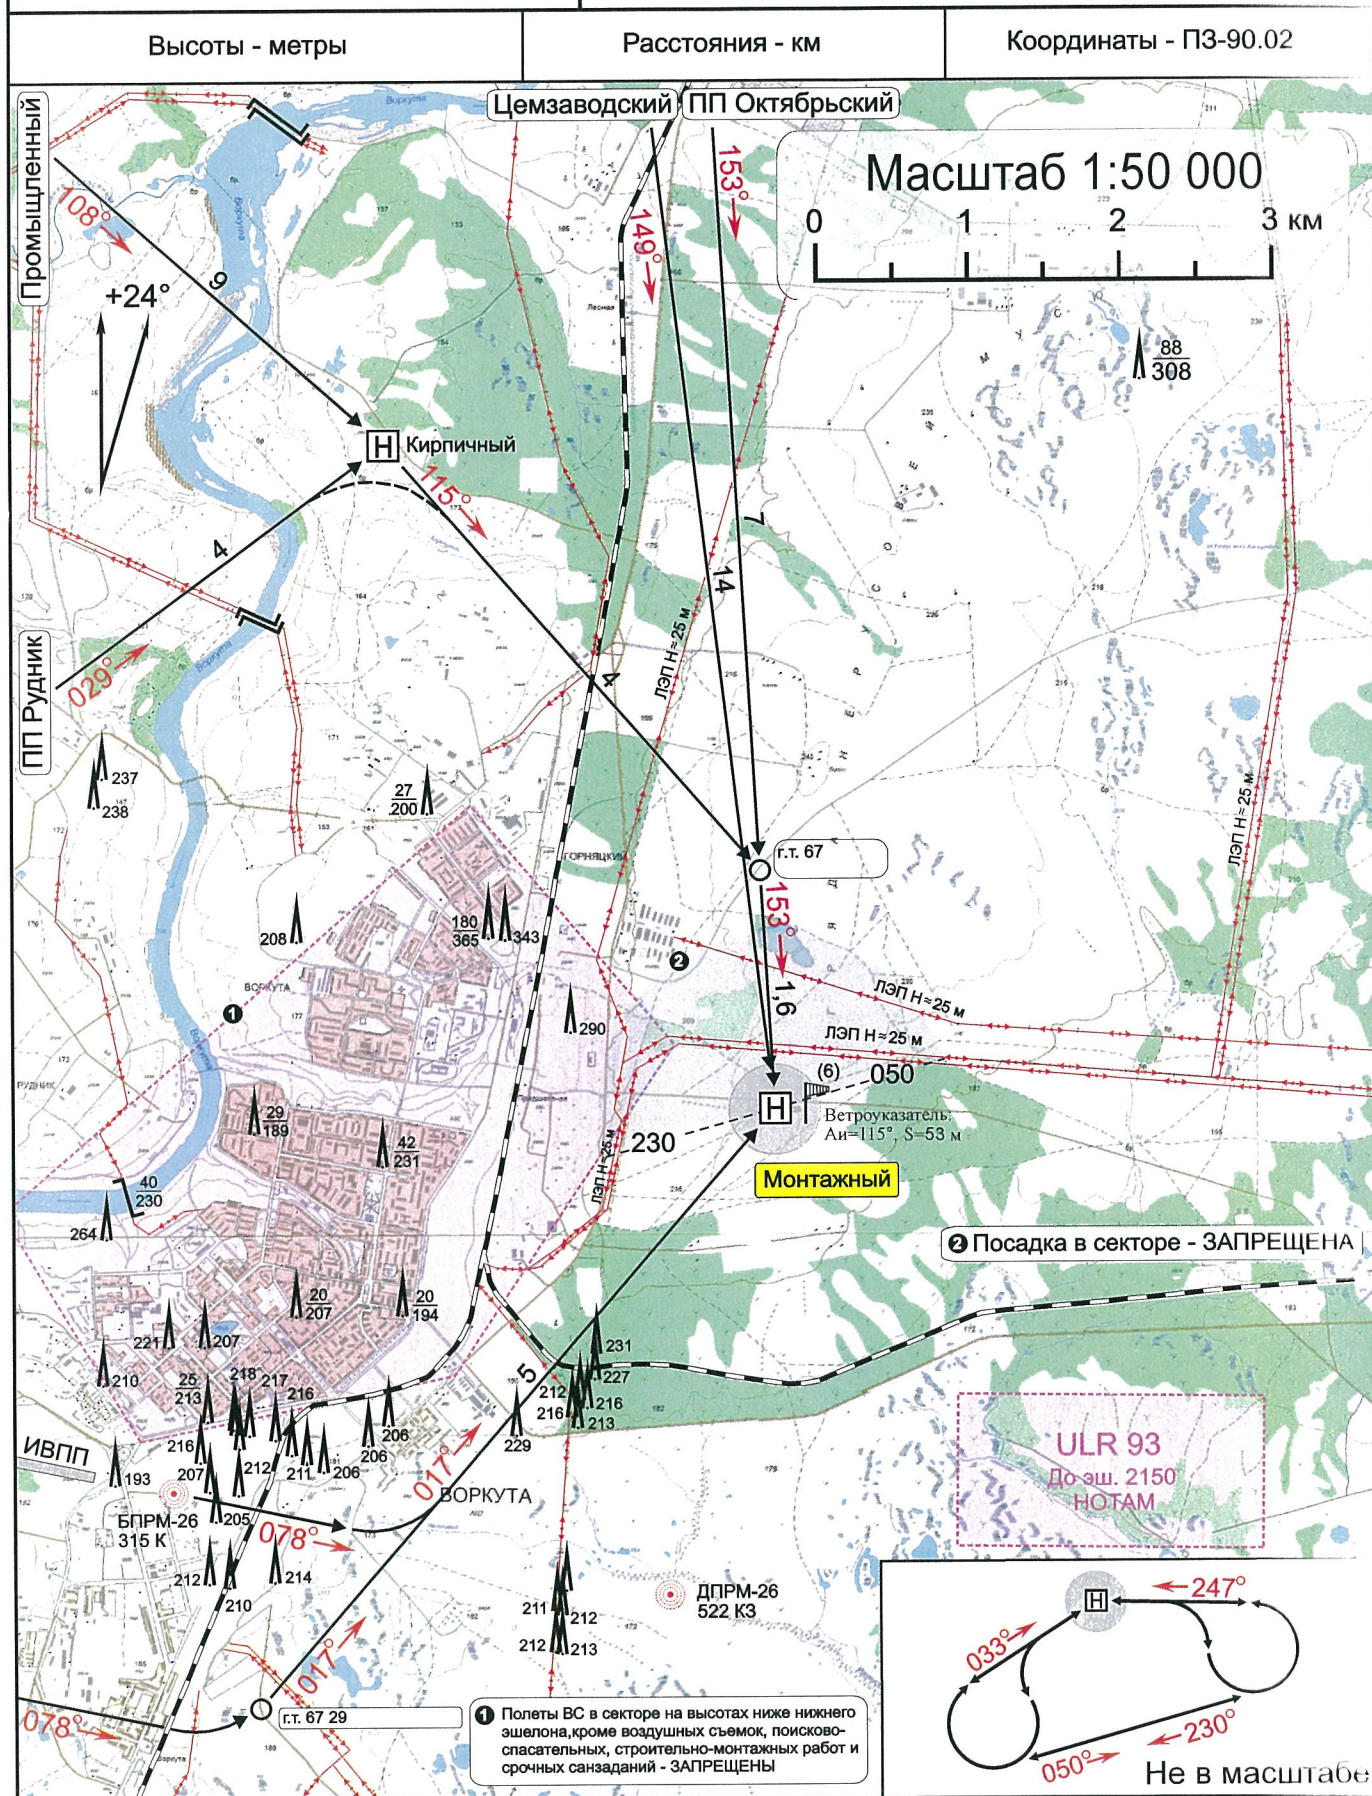 Высоты - метры
Расстояния - км
Координаты - ПЗ-90.02
Промышленный
Цемзаводский
ПП Октябрьский
Масштаб 1:50 000
0 1 2 3 км
108°
153°
149°
+24°
9
88
308
Н Кирпичный
115°
4
7
14
ЛЭП Н≈25 м
ПП Рудник
029°
4
237
238
27
200
ЛЭП Н≈25 м
ГОРНЯЦКИЙ
г.т. 67
153°
180
365
343
208
2
ВОРКУТА
1
290
1,6
ЛЭП Н≈25 м
ЛЭП Н≈25 м
(6)
050
Н
230
Ветроуказатель:
Аи=115°, S=53 м
РУДНИК
29
189
42
231
ЛЭП Н≈25м
Монтажный
40
230
264
2 Посадка в секторе - ЗАПРЕЩЕНА
20
207
20
194
221
207
231
227
210
25
213
218
217
216
212
216
216
213
5
206
229
216
206
ИВПП
193
207
212
211
206
017°
ВОРКУТА
ULR 93
До эш. 2150
НОТАМ
БПРМ-26
315 К
205
078°
212
210
214
ДПРМ-26
522 КЗ
211
212
212
213
Н
247°
033°
230°
050°
Не в масштабе
017°
г.т. 67 29
078°
Воркута
1 Полеты ВС в секторе на высотах ниже нижнего
эшелона,кроме воздушных съемок, поисково-
спасательных, строительно-монтажных работ и
срочных санзаданий - ЗАПРЕЩЕНЫ